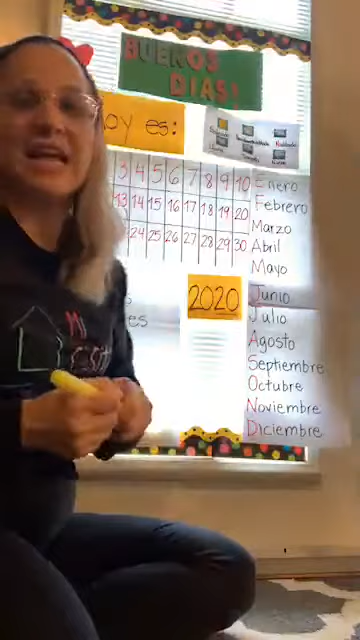 BUENOS
DIAS!
oy es:
3 4 5 6 7 8 9 10
13 14 15 16 17 18 19 20
24 25 26 27 28 29 30
Enero
Febrero
Marzo
Abril
Mayo
Junio
Julio
Agosto
Septiembre
Octubre
Noviembre
Diciembre
2020
s
es
Mi